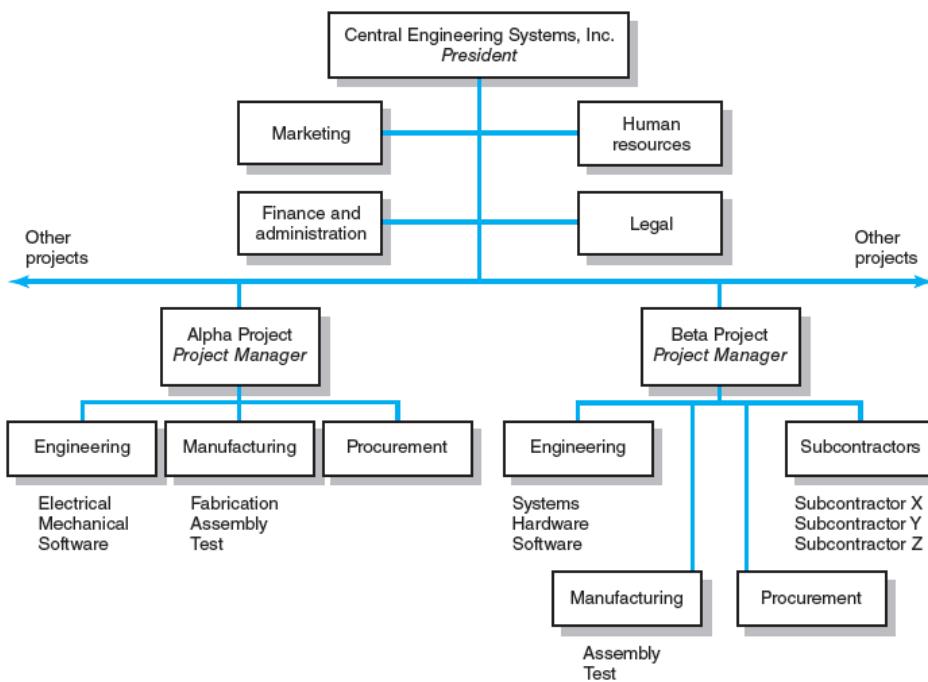 Central Engineering Systems, Inc.
President
Marketing
Human
resources
Finance and
administration
Legal
Other
projects
Other
projects
Alpha Project
Project Manager
Beta Project
Project Manager
Engineering
Manufacturing
Procurement
Engineering
Subcontractors
Electrical
Mechanical
Software
Fabrication
Assembly
Test
Systems
Hardware
Software
Subcontractor X
Subcontractor Y
Subcontractor Z
Manufacturing
Procurement
Assembly
Test